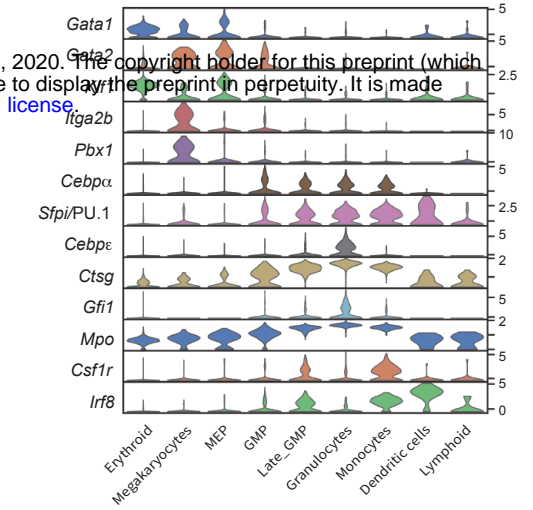 Gata1
5
, 2020. The copyright holder for this preprint (which
Gata2
5
e to display the preprint in perpetuity. It is made
Klf1
2.5
license.
Itga2b
5
Pbx1
10
Cebpα
5
Sfpi/PU.1
2.5
Cebpε
5
Ctsg
2
Gfi1
5
Mpo
2
Csf1r
5
Irf8
5
0
Erythroid
Megakaryocytes
MEP
GMP
Late_GMP
Granulocytes
Monocytes
Dendritic cells
Lymphoid